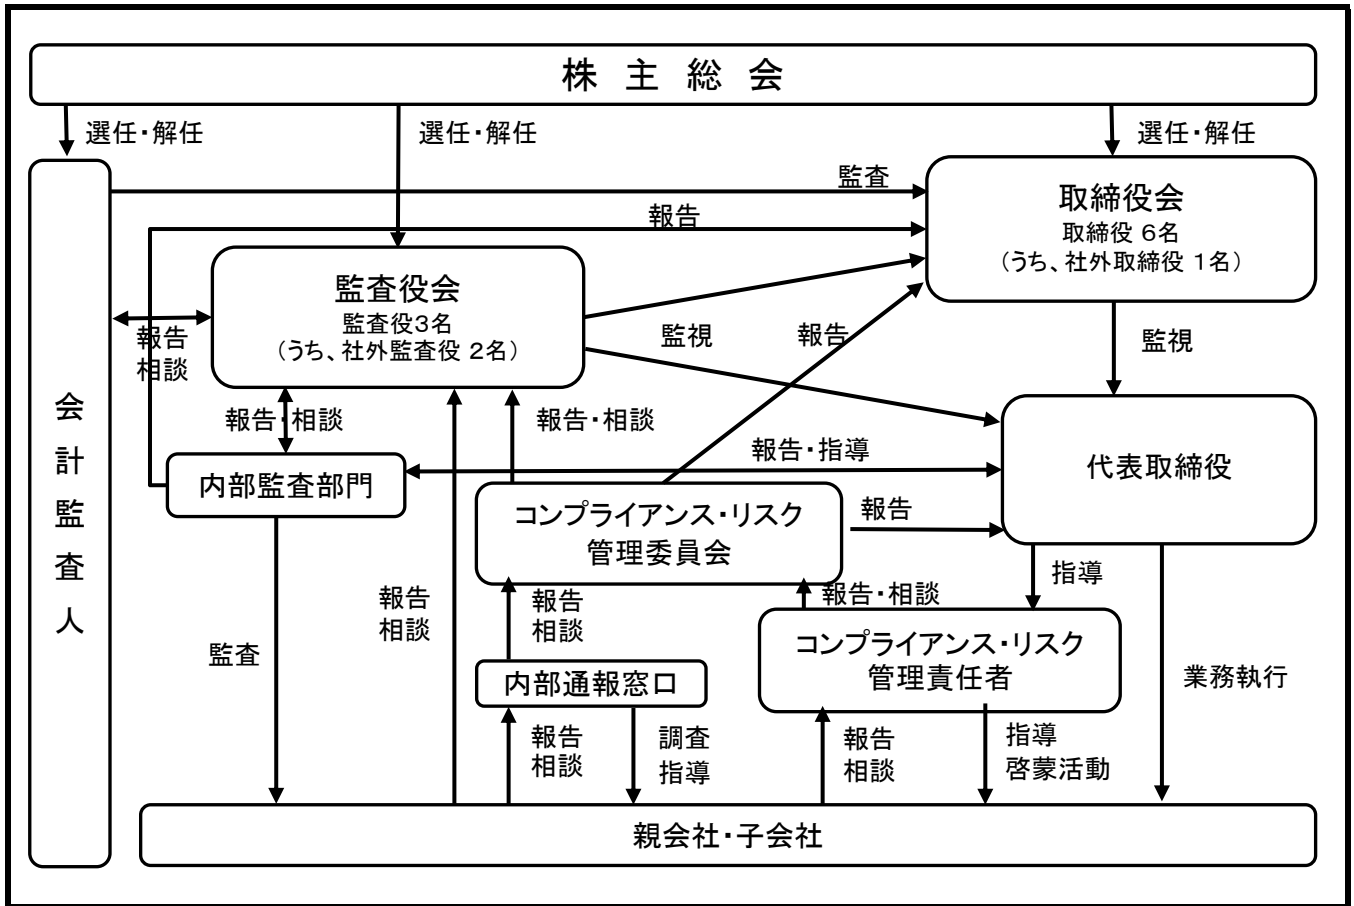 株 主 総 会
選任・解任
選任・解任
選任・解任
監査
取締役会
取締役 6名
（うち、社外取締役 1名）
報告
監査役会
監査役3名
（うち、社外監査役 2名）
報告
相談
監視
報告
監視
会計監査人
報告・相談
報告・相談
報告・指導
代表取締役
内部監査部門
コンプライアンス・リスク
管理委員会
報告
指導
報告
相談
報告
相談
報告・相談
コンプライアンス・リスク
管理責任者
監査
内部通報窓口
業務執行
報告
相談
調査
指導
報告
相談
指導
啓蒙活動
親会社・子会社